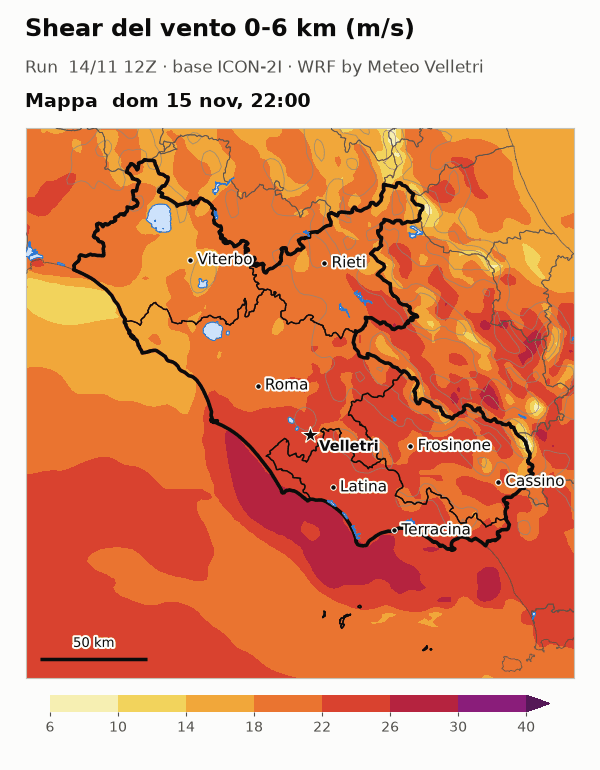 Shear del vento 0-6 km (m/s)
Run  14/11 12Z · base ICON-2I · WRF by Meteo Velletri
Mappa  dom 15 nov, 22:00
Viterbo
Rieti
Roma
Velletri
Frosinone
Cassino
Latina
Terracina
50 km
6 10 14 18 22 26 30 40